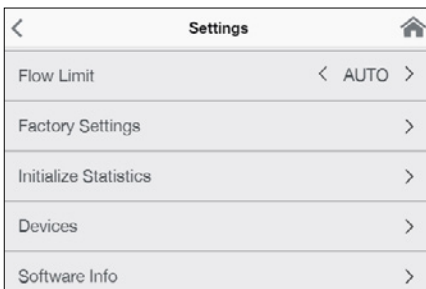 Settings
Flow Limit < AUTO >
Factory Settings >
Initialize Statistics >
Devices >
Software Info >